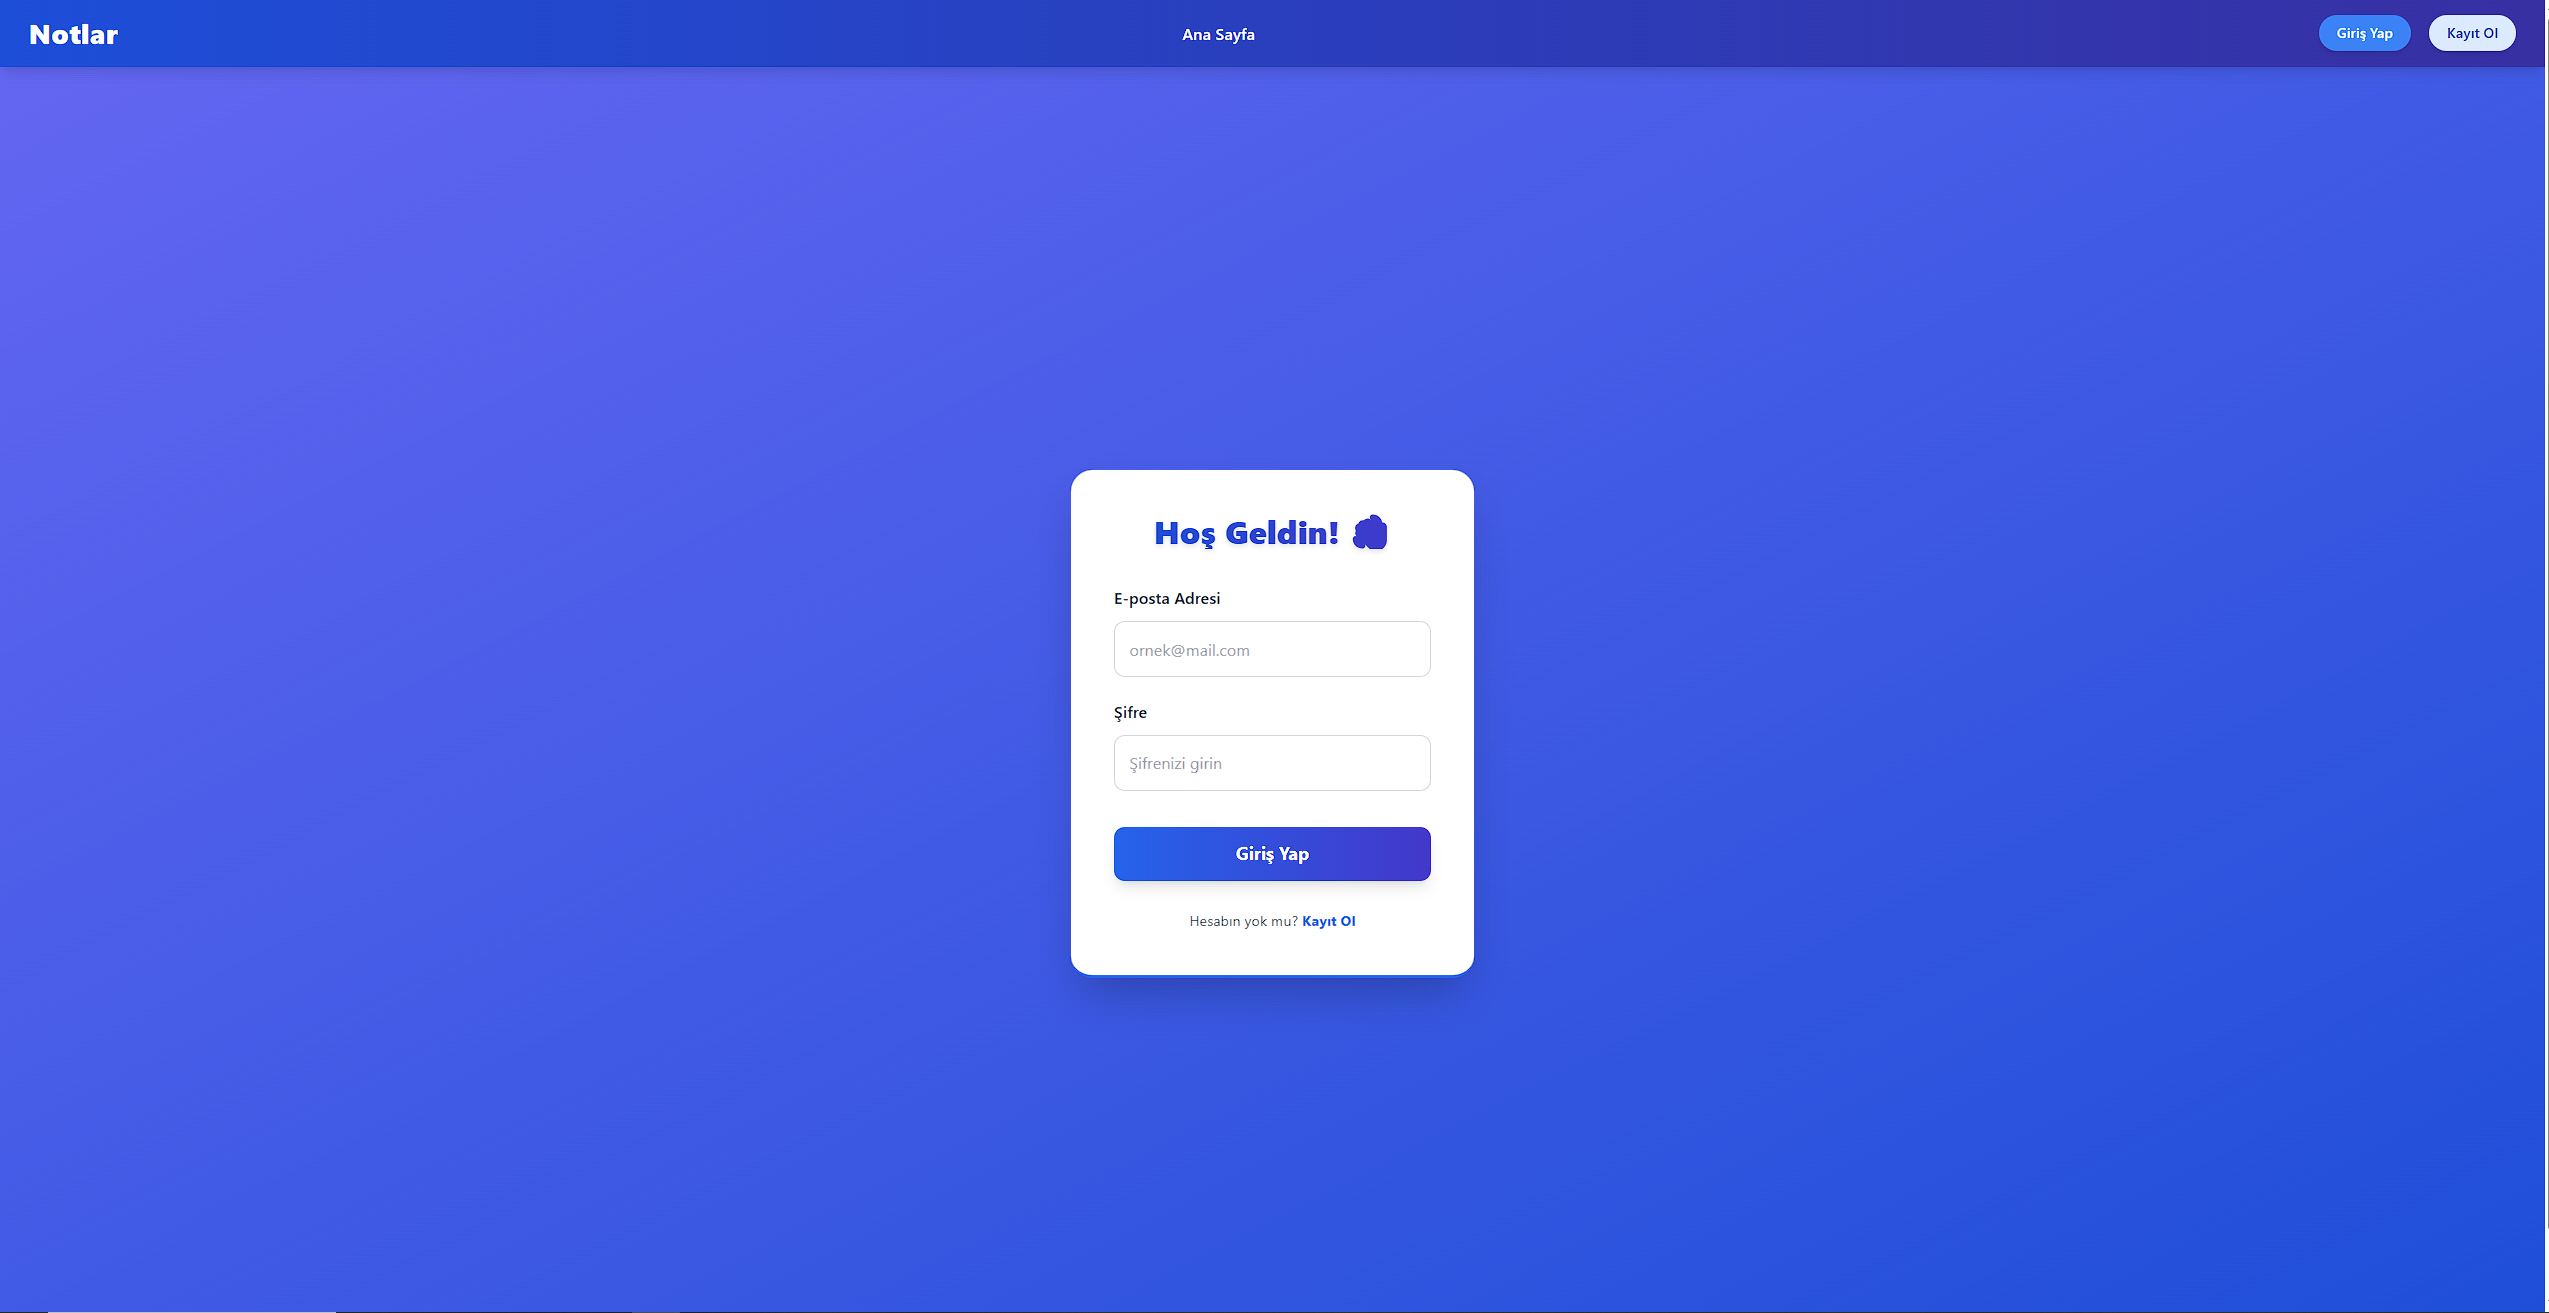 Notlar
Ana Sayfa
Giriş Yap
Kayıt Ol
Hoş Geldin!
E-posta Adresi
ornek@mail.com
Şifre
Şifrenizi girin
Giriş Yap
Hesabın yok mu? Kayıt Ol